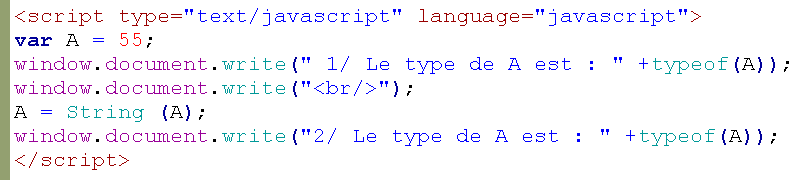 <script type="text/javascript" language="javascript">
var A = 55;
window.document.write(" 1/ Le type de A est : " +typeof(A));
window.document.write("<br/>");
A = String (A);
window.document.write("2/ Le type de A est : " +typeof(A));
</script>